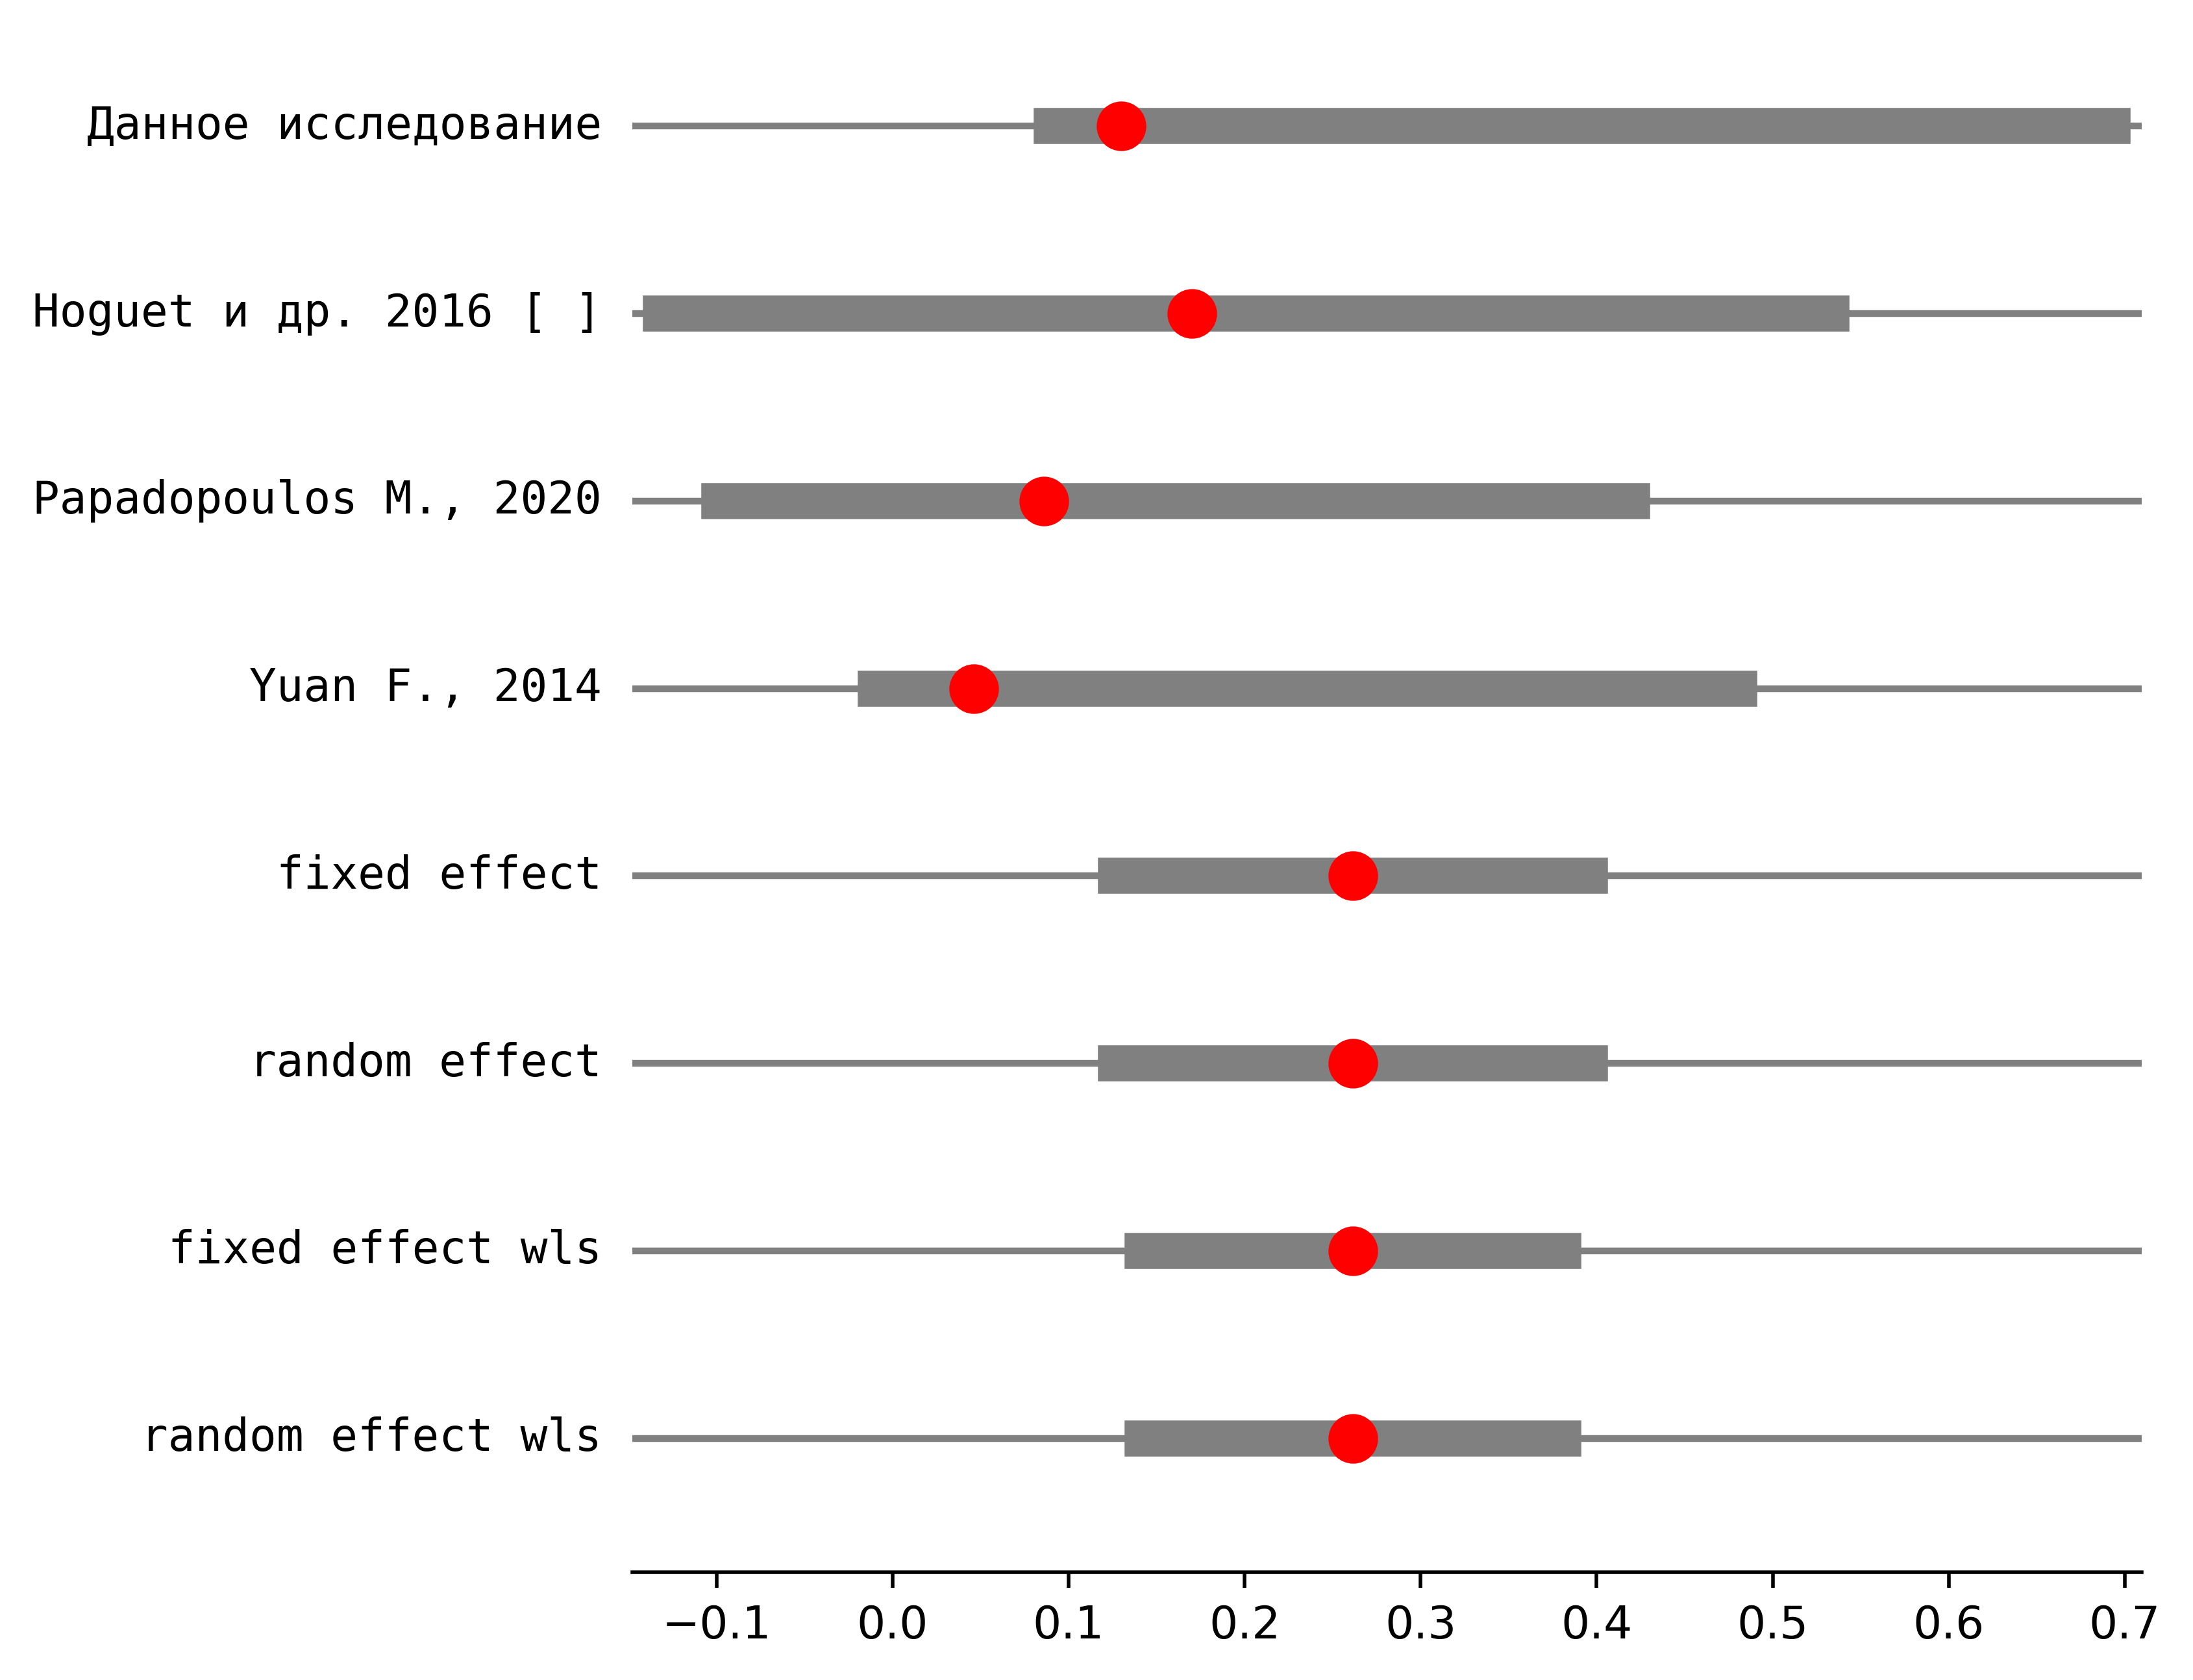 Данное исследование
Hoguet и др. 2016 [ ]
Papadopoulos M., 2020
Yuan F., 2014
fixed effect
random effect
fixed effect wls
random effect wls
−0.1 0.0 0.1 0.2 0.3 0.4 0.5 0.6 0.7